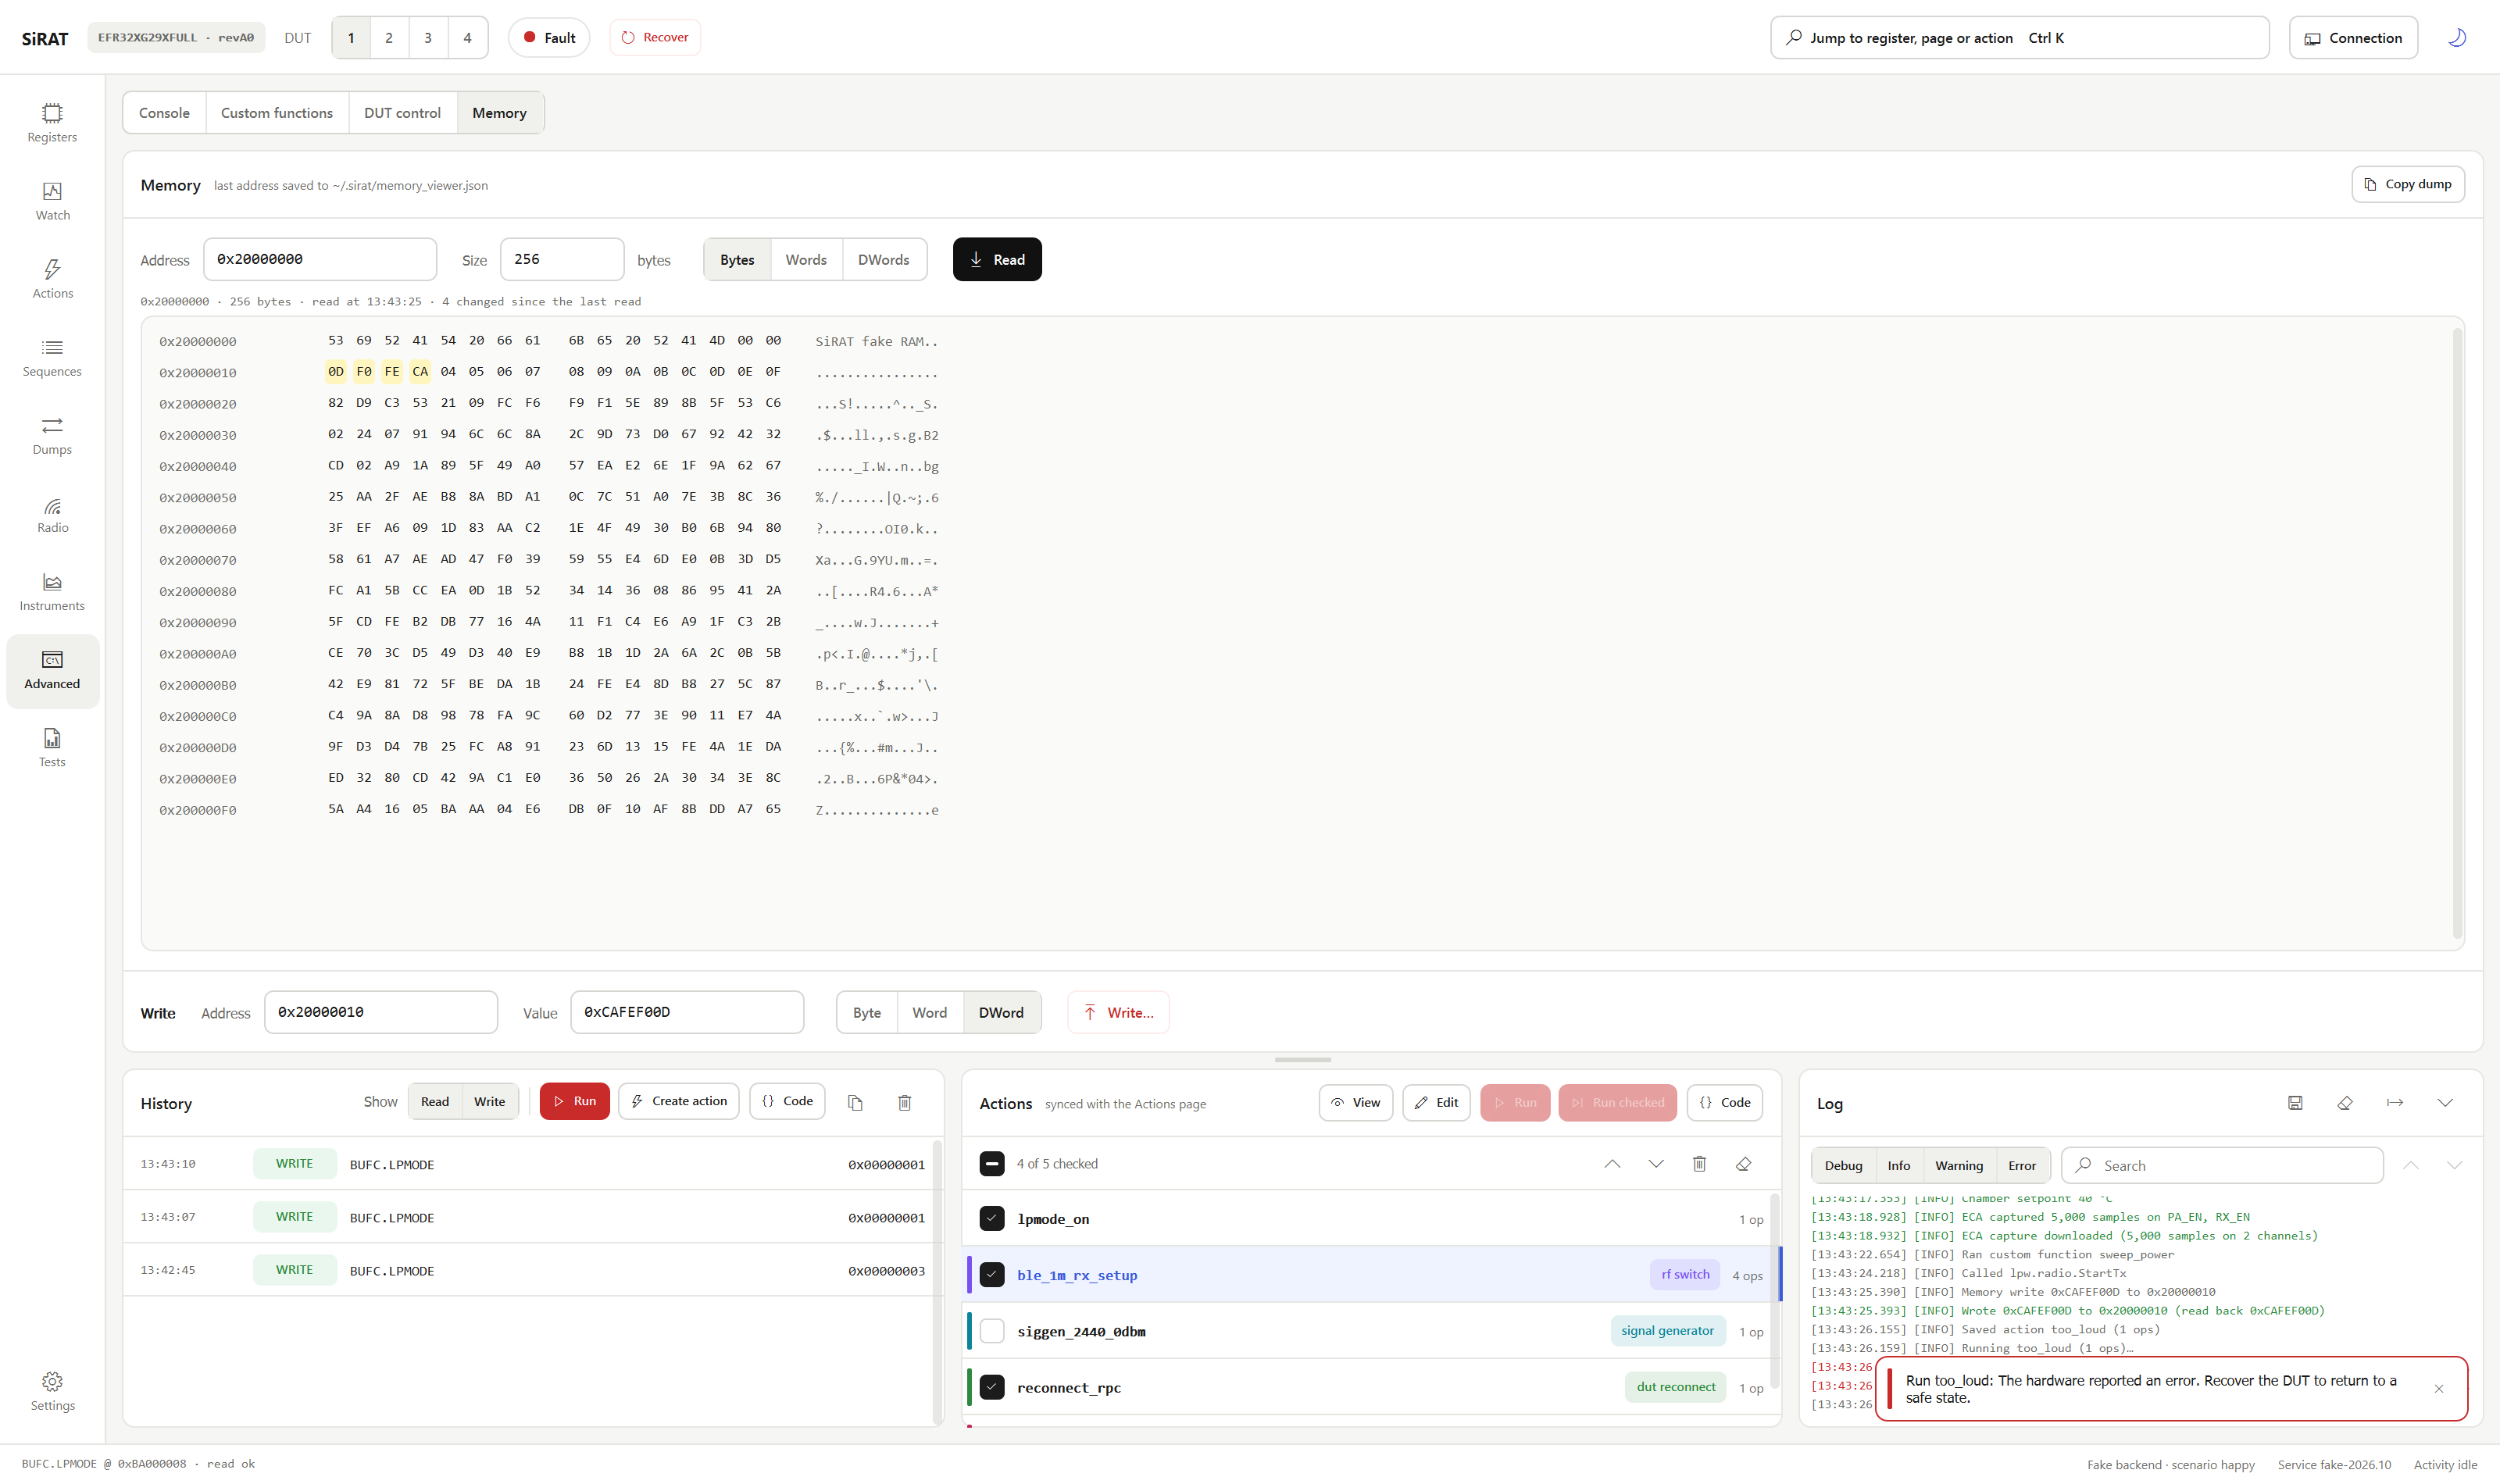 SiRAT EFR32XG29XFULL · revA0 DUT 1 2 3 4 Fault Recover Jump to register, page or action Ctrl K Connection
Registers
Watch
Actions
Sequences
Dumps
Radio
Instruments
Advanced
Tests
Settings
Console Custom functions DUT control Memory
Memory last address saved to ~/.sirat/memory_viewer.json Copy dump
Address 0x20000000 Size 256 bytes Bytes Words DWords Read
0x20000000 · 256 bytes · read at 13:43:25 · 4 changed since the last read
0x20000000 53 69 52 41 54 20 66 61 6B 65 20 52 41 4D 00 00 SiRAT fake RAM..
0x20000010 0D F0 FE CA 04 05 06 07 08 09 0A 0B 0C 0D 0E 0F ................
0x20000020 82 D9 C3 53 21 09 FC F6 F9 F1 5E 89 8B 5F 53 C6 ...S!.....^.._S.
0x20000030 02 24 07 91 94 6C 6C 8A 2C 9D 73 D0 67 92 42 32 .$...ll.,.s.g.B2
0x20000040 CD 02 A9 1A 89 5F 49 A0 57 EA E2 6E 1F 9A 62 67 ....._I.W..n..bg
0x20000050 25 AA 2F AE B8 8A BD A1 0C 7C 51 A0 7E 3B 8C 36 %./......|Q.~;.6
0x20000060 3F EF A6 09 1D 83 AA C2 1E 4F 49 30 B0 6B 94 80 ?........OI0.k..
0x20000070 58 61 A7 AE AD 47 F0 39 59 55 E4 6D E0 0B 3D D5 Xa...G.9YU.m..=.
0x20000080 FC A1 5B CC EA 0D 1B 52 34 14 36 08 86 95 41 2A ..[....R4.6...A*
0x20000090 5F CD FE B2 DB 77 16 4A 11 F1 C4 E6 A9 1F C3 2B _....w.J.......+
0x200000A0 CE 70 3C D5 49 D3 40 E9 B8 1B 1D 2A 6A 2C 0B 5B .p<.I.@....*j,.[
0x200000B0 42 E9 81 72 5F BE DA 1B 24 FE E4 8D B8 27 5C 87 B..r_...$....'\.
0x200000C0 C4 9A 8A D8 98 78 FA 9C 60 D2 77 3E 90 11 E7 4A .....x..`.w>...J
0x200000D0 9F D3 D4 7B 25 FC A8 91 23 6D 13 15 FE 4A 1E DA ...{%...#m...J..
0x200000E0 ED 32 80 CD 42 9A C1 E0 36 50 26 2A 30 34 3E 8C .2..B...6P&*04>.
0x200000F0 5A A4 16 05 BA AA 04 E6 DB 0F 10 AF 8B DD A7 65 Z..............e
Write Address 0x20000010 Value 0xCAFEF00D Byte Word DWord Write...
History Show Read Write Run Create action Code
13:43:10 WRITE BUFC.LPMODE 0x00000001
13:43:07 WRITE BUFC.LPMODE 0x00000001
13:42:45 WRITE BUFC.LPMODE 0x00000003
Actions synced with the Actions page View Edit Run Run checked Code
4 of 5 checked
lpmode_on 1 op
ble_1m_rx_setup rf switch 4 ops
siggen_2440_0dbm signal generator 1 op
reconnect_rpc dut reconnect 1 op
Log
Debug Info Warning Error Search
[13:43:17.353] [INFO] Chamber setpoint 40 °C
[13:43:18.928] [INFO] ECA captured 5,000 samples on PA_EN, RX_EN
[13:43:18.932] [INFO] ECA capture downloaded (5,000 samples on 2 channels)
[13:43:22.654] [INFO] Ran custom function sweep_power
[13:43:24.218] [INFO] Called lpw.radio.StartTx
[13:43:25.390] [INFO] Memory write 0xCAFEF00D to 0x20000010
[13:43:25.393] [INFO] Wrote 0xCAFEF00D to 0x20000010 (read back 0xCAFEF00D)
[13:43:26.155] [INFO] Saved action too_loud (1 ops)
[13:43:26.159] [INFO] Running too_loud (1 ops)…
[13:43:26
[13:43:26
[13:43:26
Run too_loud: The hardware reported an error. Recover the DUT to return to a
safe state.
BUFC.LPMODE @ 0xBA000008 · read ok Fake backend · scenario happy Service fake-2026.10 Activity idle